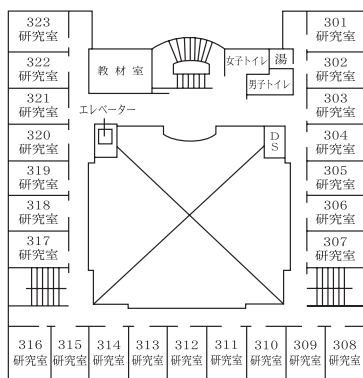 323
研究室
322
研究室
321
研究室
320
研究室
319
研究室
318
研究室
317
研究室
教材室
エレベーター
女子トイレ
湯
男子トイレ
DS
301
研究室
302
研究室
303
研究室
304
研究室
305
研究室
306
研究室
307
研究室
316
研究室
315
研究室
314
研究室
313
研究室
312
研究室
311
研究室
310
研究室
309
研究室
308
研究室